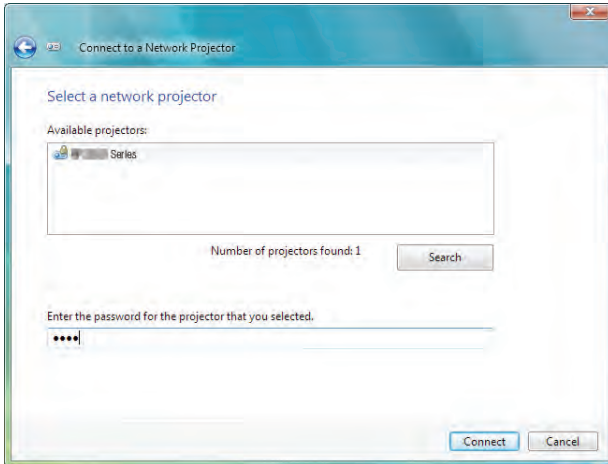 Connect to a Network Projector
Select a network projector
Available projectors:
Series
Number of projectors found: 1
Search
Enter the password for the projector that you selected.
••••
Connect
Cancel